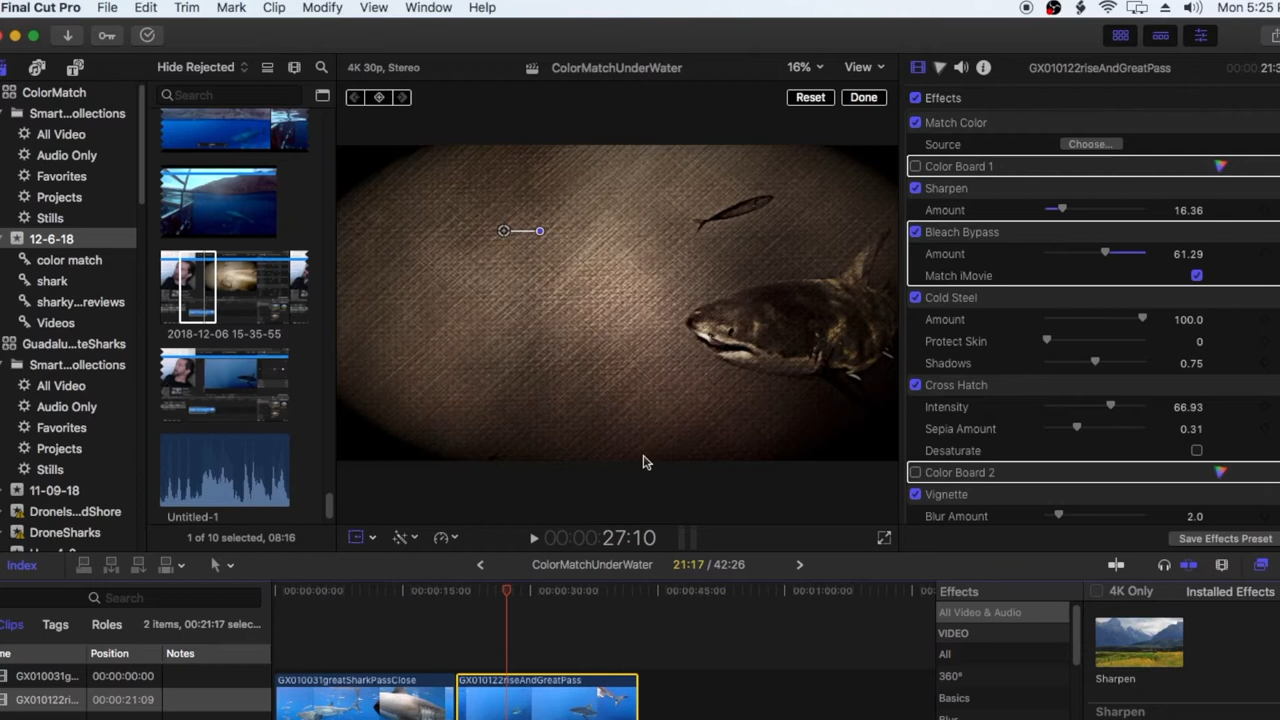 Final Cut Pro File Edit Trim Mark Clip Modify View Window Help Mon 5:25
Hide Rejected
4K 30p, Stereo ColorMatchUnderWater 16% View
GX010122riseAndGreatPass
Search
Reset Done
ColorMatch
Smart...ollections
All Video
Audio Only
Favorites
Projects
Stills
12-6-18
color match
shark
sharky...reviews
Videos
Guadalu...teSharks
Smart...ollections
All Video
Audio Only
Favorites
Projects
Stills
11-09-18
DroneIs...dShore
DroneSharks
2018-12-06 15-35-55
Untitled-1
1 of 10 selected, 08:16
00:00:00:27:10
Effects
Match Color
Source Choose...
Color Board 1
Sharpen
Amount 16.36
Bleach Bypass
Amount 61.29
Match iMovie
Cold Steel
Amount 100.0
Protect Skin 0
Shadows 0.75
Cross Hatch
Intensity 66.93
Sepia Amount 0.31
Desaturate
Color Board 2
Vignette
Blur Amount 2.0
Save Effects Preset
Index
ColorMatchUnderWater 21:17 / 42:26
Search
Clips Tags Roles 2 items, 00:21:17 selec...
Position Notes
GX010031g... 00:00:00:00
GX010122ri... 00:00:21:09
00:00:00:00 00:00:15:00 00:00:30:00 00:00:45:00 00:01:00:00
GX010031greatSharkPassClose
GX010122riseAndGreatPass
Effects 4K Only Installed Effects
All Video & Audio
VIDEO
All
360°
Basics
Blur
Sharpen
Sharpen